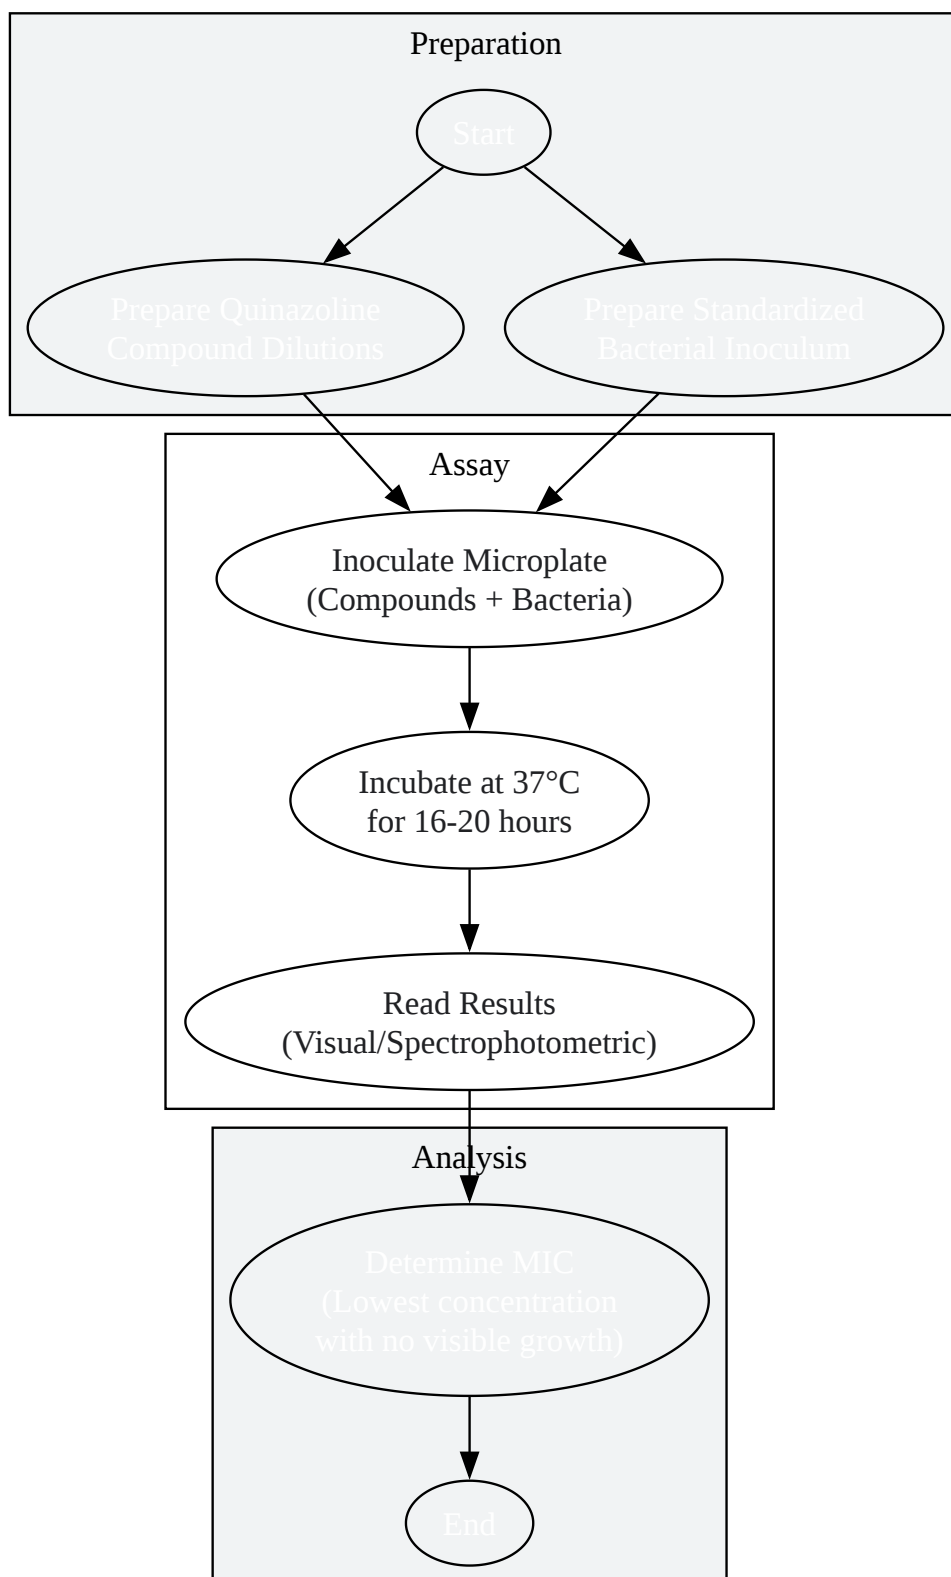 Preparation
Start
Prepare Quinazoline
Compound Dilutions
Prepare Standardized
Bacterial Inoculum
Assay
Inoculate Microplate
(Compounds + Bacteria)
Incubate at 37°C
for 16-20 hours
Read Results
(Visual/Spectrophotometric)
Analysis
Determine MIC
(Lowest concentration
with no visible growth)
End